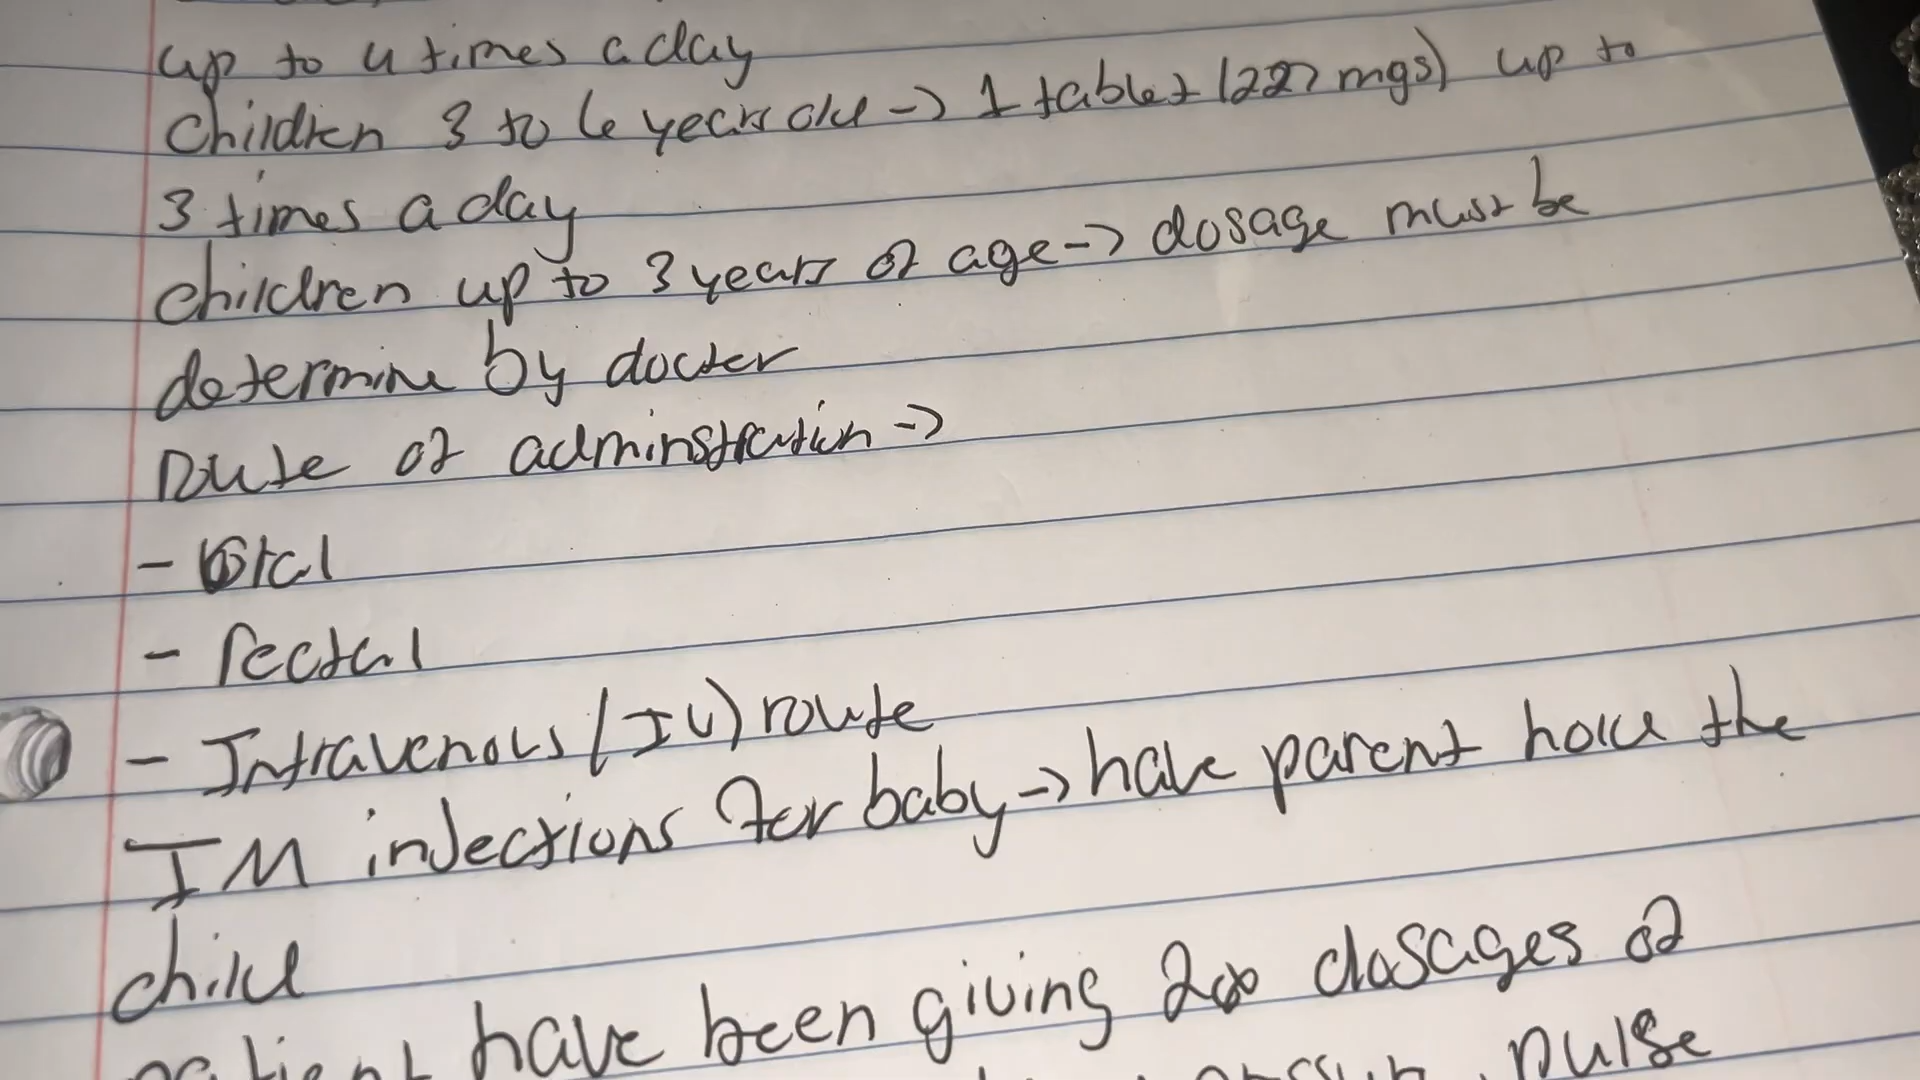 up to 4 times a day
children 3 to 6 years old -> 1 tablet (227 mgs) up to
3 times a day
children up to 3 years of age -> dosage must be
determine by docter
route of adminstration ->
- Oral
- rectal
- Intravenous (IV) route
IM injections for baby -> have parent hold the
child
patient have been giving 200 dosages of
pulse